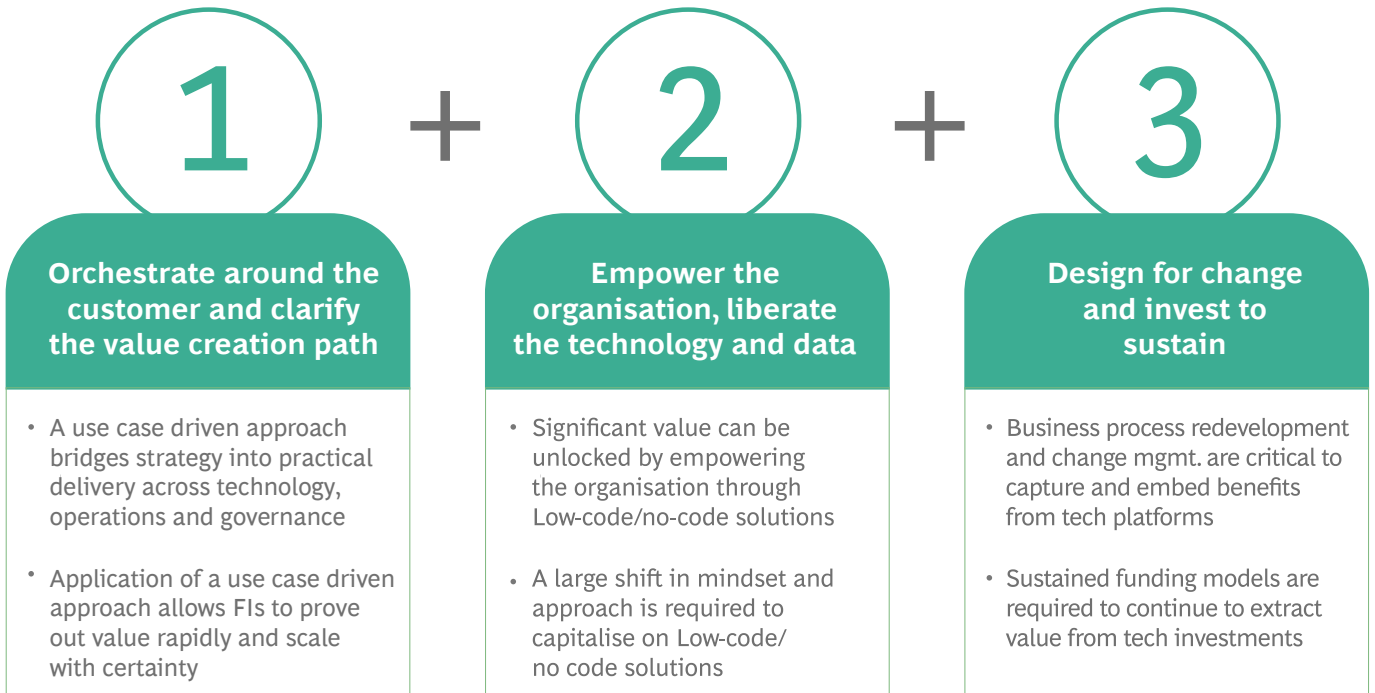 1
+
2
+
3
Orchestrate around the
customer and clarify
the value creation path
• A use case driven approach
bridges strategy into practical
delivery across technology,
operations and governance
• Application of a use case driven
approach allows FIs to prove
out value rapidly and scale
with certainty
Empower the
organisation, liberate
the technology and data
• Significant value can be
unlocked by empowering
the organisation through
Low-code/no-code solutions
• A large shift in mindset and
approach is required to
capitalise on Low-code/
no code solutions
Design for change
and invest to
sustain
• Business process redevelopment
and change mgmt. are critical to
capture and embed benefits
from tech platforms
• Sustained funding models are
required to continue to extract
value from tech investments